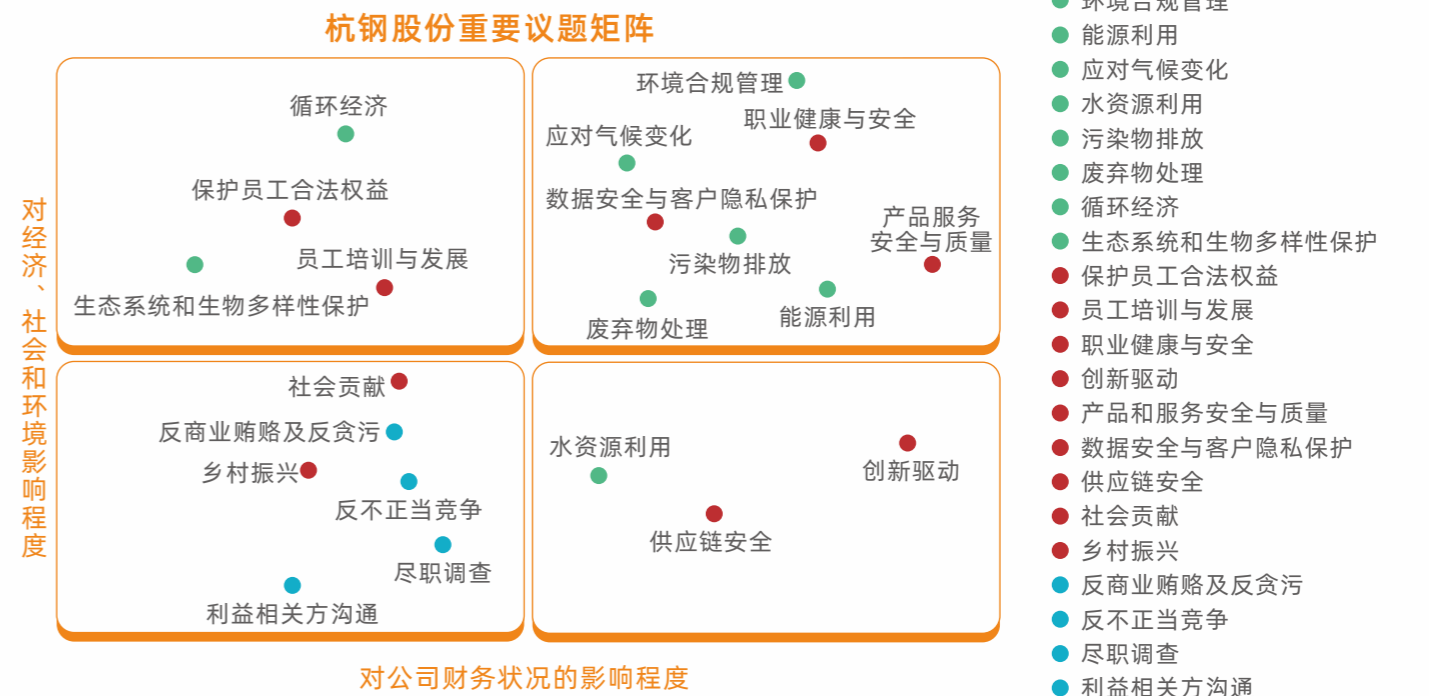 杭钢股份重要议题矩阵
对经济、社会和环境影响程度
循环经济
保护员工合法权益
员工培训与发展
生态系统和生物多样性保护
环境合规管理
职业健康与安全
应对气候变化
数据安全与客户隐私保护
产品服务
安全与质量
污染物排放
能源利用
废弃物处理
社会贡献
反商业贿赂及反贪污
乡村振兴
反不正当竞争
尽职调查
利益相关方沟通
水资源利用
创新驱动
供应链安全
对公司财务状况的影响程度
环境合规管理
能源利用
应对气候变化
水资源利用
污染物排放
废弃物处理
循环经济
生态系统和生物多样性保护
保护员工合法权益
员工培训与发展
职业健康与安全
创新驱动
产品和服务安全与质量
数据安全与客户隐私保护
供应链安全
社会贡献
乡村振兴
反商业贿赂及反贪污
反不正当竞争
尽职调查
利益相关方沟通